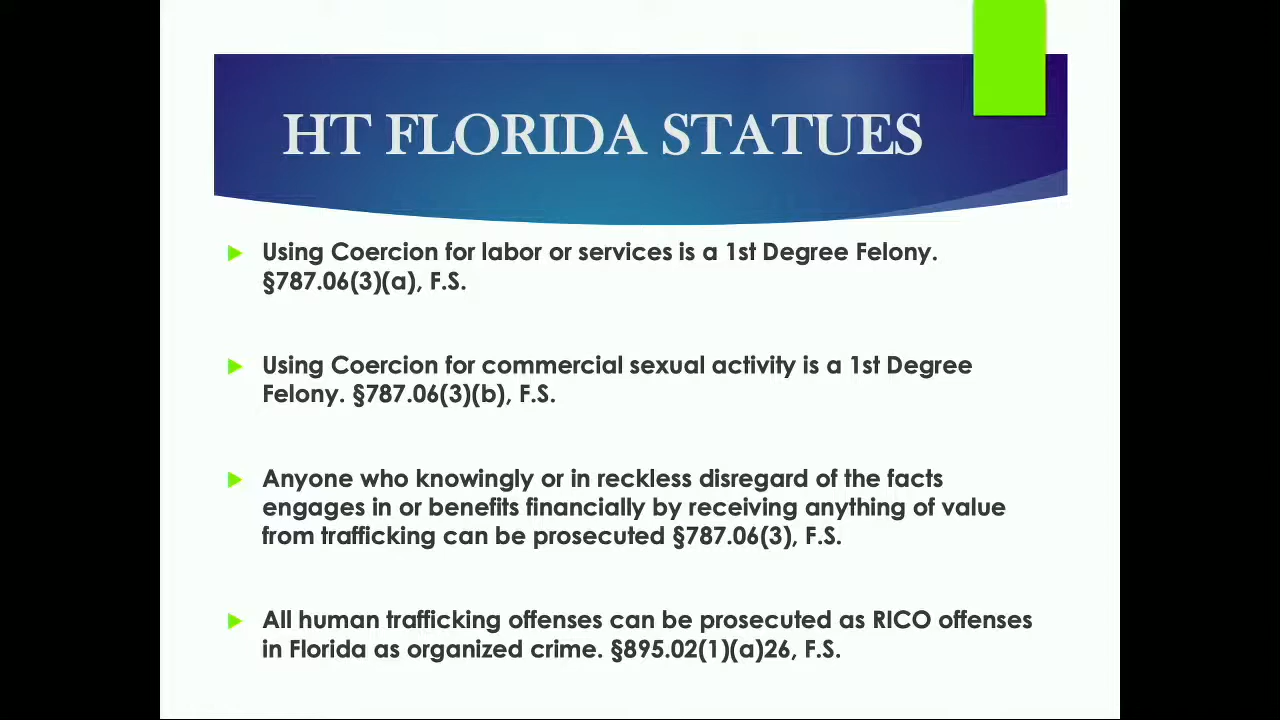 HT FLORIDA STATUES
Using Coercion for labor or services is a 1st Degree Felony.
§787.06(3)(a), F.S.
Using Coercion for commercial sexual activity is a 1st Degree
Felony. §787.06(3)(b), F.S.
Anyone who knowingly or in reckless disregard of the facts
engages in or benefits financially by receiving anything of value
from trafficking can be prosecuted §787.06(3), F.S.
All human trafficking offenses can be prosecuted as RICO offenses
in Florida as organized crime. §895.02(1)(a)26, F.S.